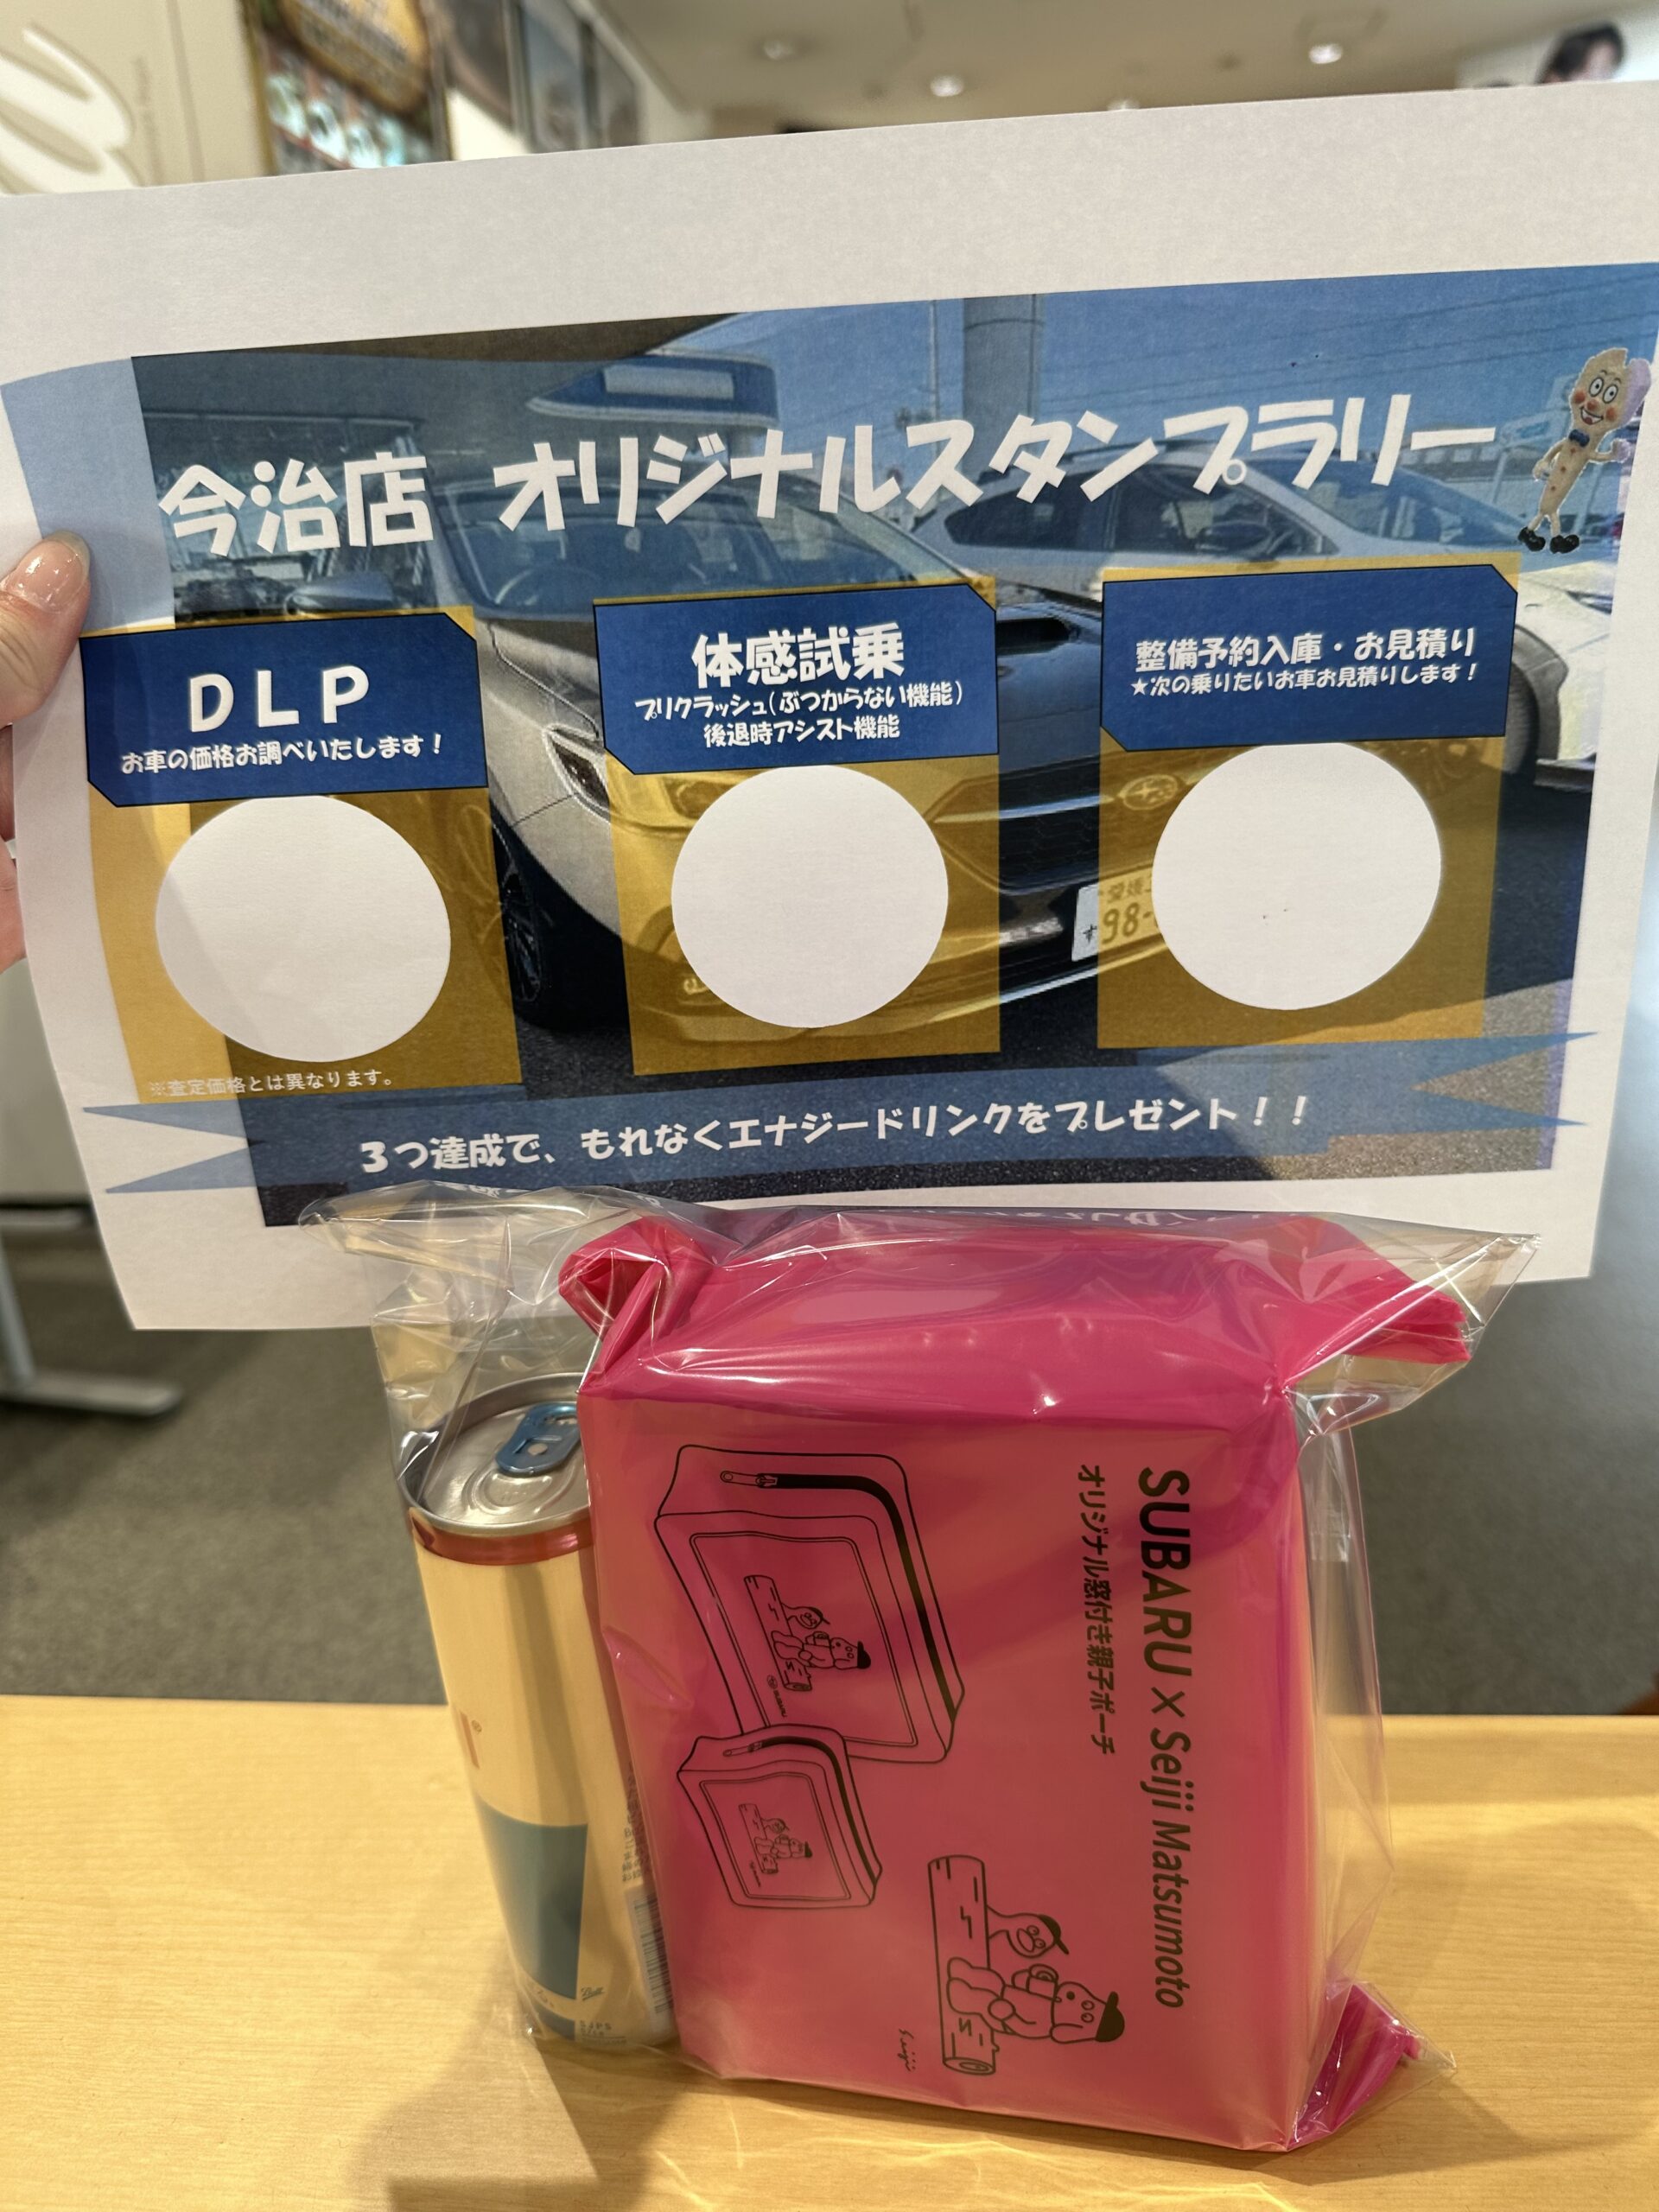 今治店 オリジナルスタンプラリー
DLP
お車の価格お調べいたします！
体感試乗
プリクラッシュ(ぶつからない機能)
後退時アシスト機能
整備予約入庫・お見積り
★次の乗りたいお車お見積りします！
愛媛
す 98-
※査定価格とは異なります。
3つ達成で、もれなくエナジードリンクをプレゼント！！
SUBARU × Seiji Matsumoto
オリジナル窓付き親子ポーチ
Seiji